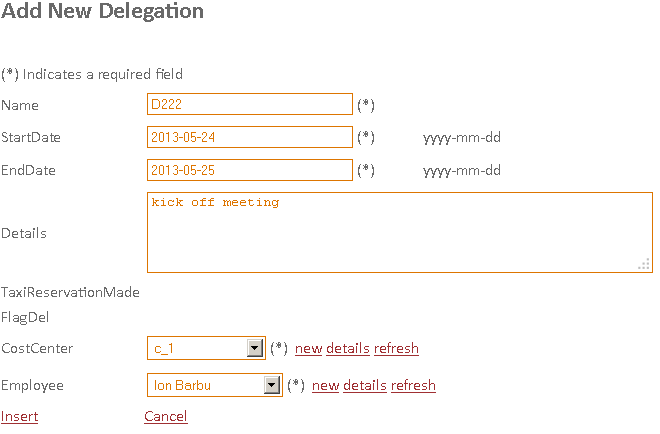 Add New Delegation
(*) Indicates a required field
Name D222 (*)
StartDate 2013-05-24 (*) yyyy-mm-dd
EndDate 2013-05-25 (*) yyyy-mm-dd
Details kick off meeting
TaxiReservationMade
FlagDel
CostCenter c_1 (*) new details refresh
Employee Ion Barbu (*) new details refresh
Insert Cancel